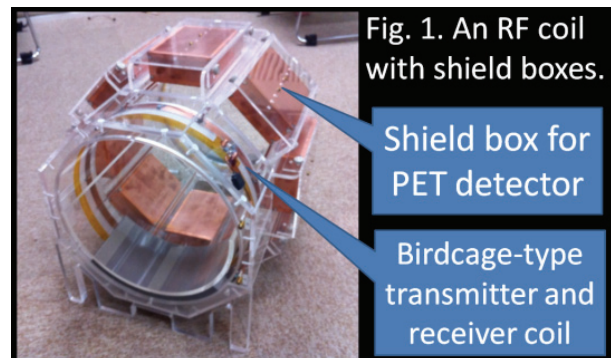 Fig. 1. An RF coil
with shield boxes.
Shield box for
PET detector
Birdcage-type
transmitter and
receiver coil